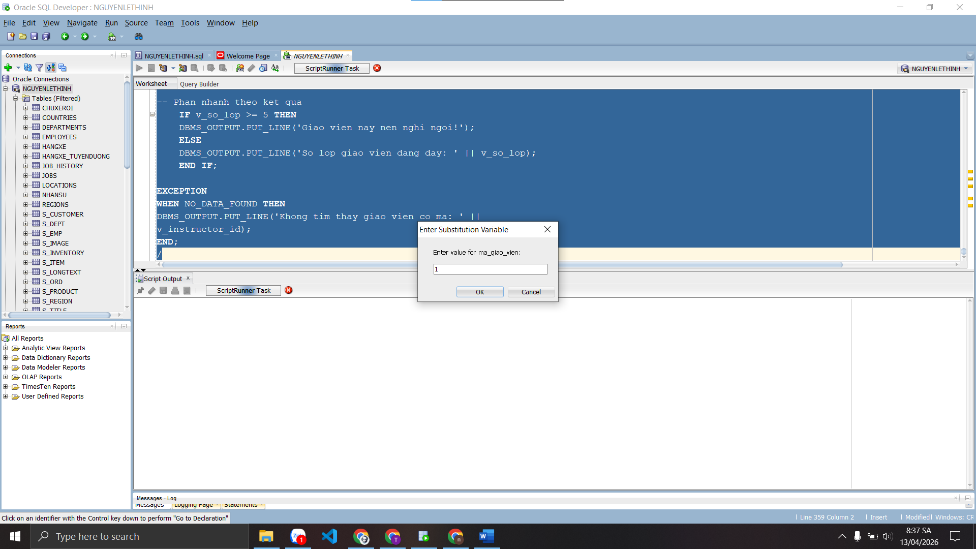 Oracle SQL Developer : NGUYENLETHINH
File Edit View Navigate Run Source Team Tools Window Help
Connections
NGUYENLETHINH.sql
Welcome Page
NGUYENLETHINH
ScriptRunner Task
NGUYENLETHINH
Worksheet Query Builder
Oracle Connections
NGUYENLETHINH
Tables (Filtered)
CHUXEROI
COUNTRIES
DEPARTMENTS
EMPLOYEES
HANGXE
HANGXE_TUYENDUONG
JOB_HISTORY
JOBS
LOCATIONS
NHANSU
REGIONS
S_CUSTOMER
S_DEPT
S_EMP
S_IMAGE
S_INVENTORY
S_ITEM
S_LONGTEXT
S_ORD
S_PRODUCT
S_REGION
S_TITLE
-- Phan nhanh theo ket qua
IF v_so_lop >= 5 THEN
DBMS_OUTPUT.PUT_LINE('Giao vien nay nen nghi ngoi!');
ELSE
DBMS_OUTPUT.PUT_LINE('So lop giao vien dang day: ' || v_so_lop);
END IF;
EXCEPTION
WHEN NO_DATA_FOUND THEN
DBMS_OUTPUT.PUT_LINE('Khong tim thay giao vien co ma: ' ||
v_instructor_id);
END;
/
Enter Substitution Variable
Enter value for ma_giao_vien:
1
OK Cancel
Script Output
ScriptRunner Task
Reports
All Reports
Analytic View Reports
Data Dictionary Reports
Data Modeler Reports
OLAP Reports
TimesTen Reports
User Defined Reports
Messages - Log
Messages Logging Page Statements
Click on an identifier with the Control key down to perform "Go to Declaration"
Line 359 Column 2 Insert Modified Windows: CR
Type here to search
8:37 SA
13/04/2026